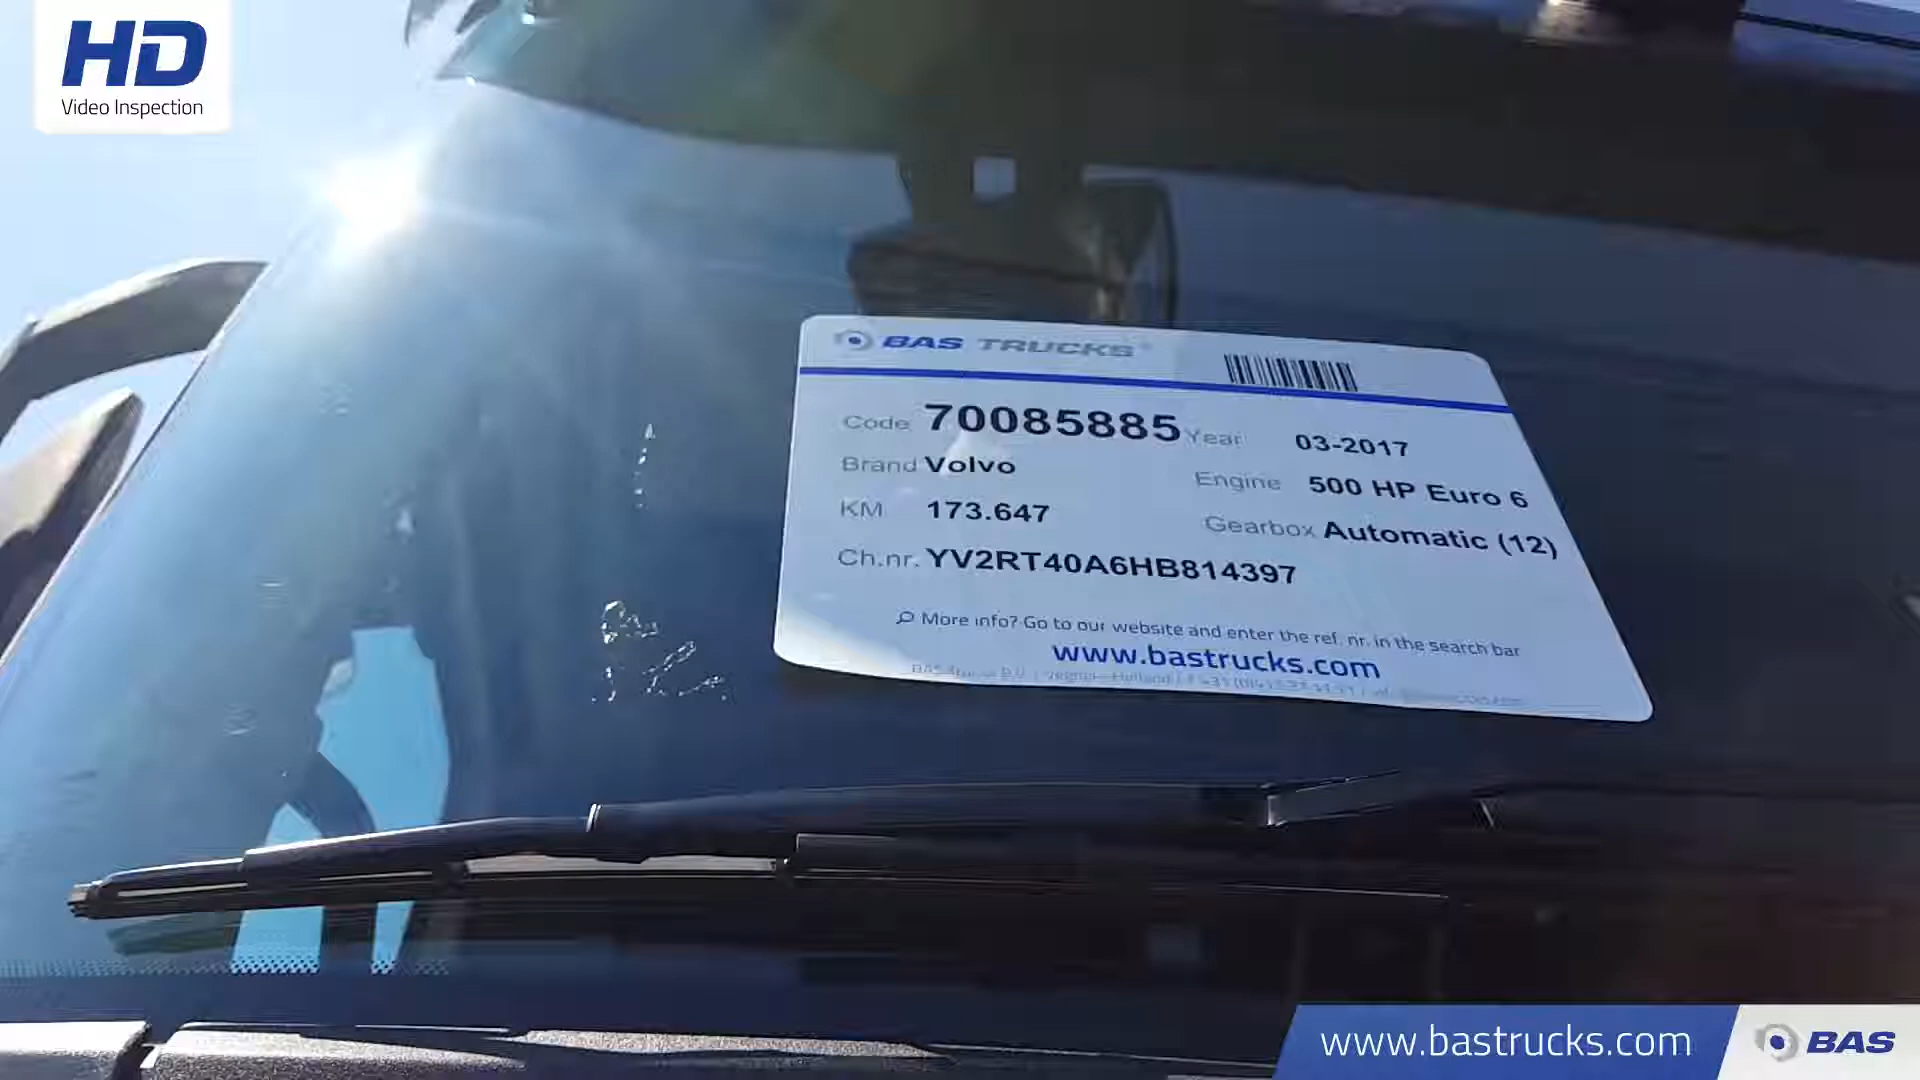 HD
Video Inspection
BAS TRUCKS
Code 70085885 Year 03-2017
Brand Volvo Engine 500 HP Euro 6
KM 173.647 Gearbox Automatic (12)
Ch.nr. YV2RT40A6HB814397
More info? Go to our website and enter the ref. nr. in the search bar
www.bastrucks.com
www.bastrucks.com BAS